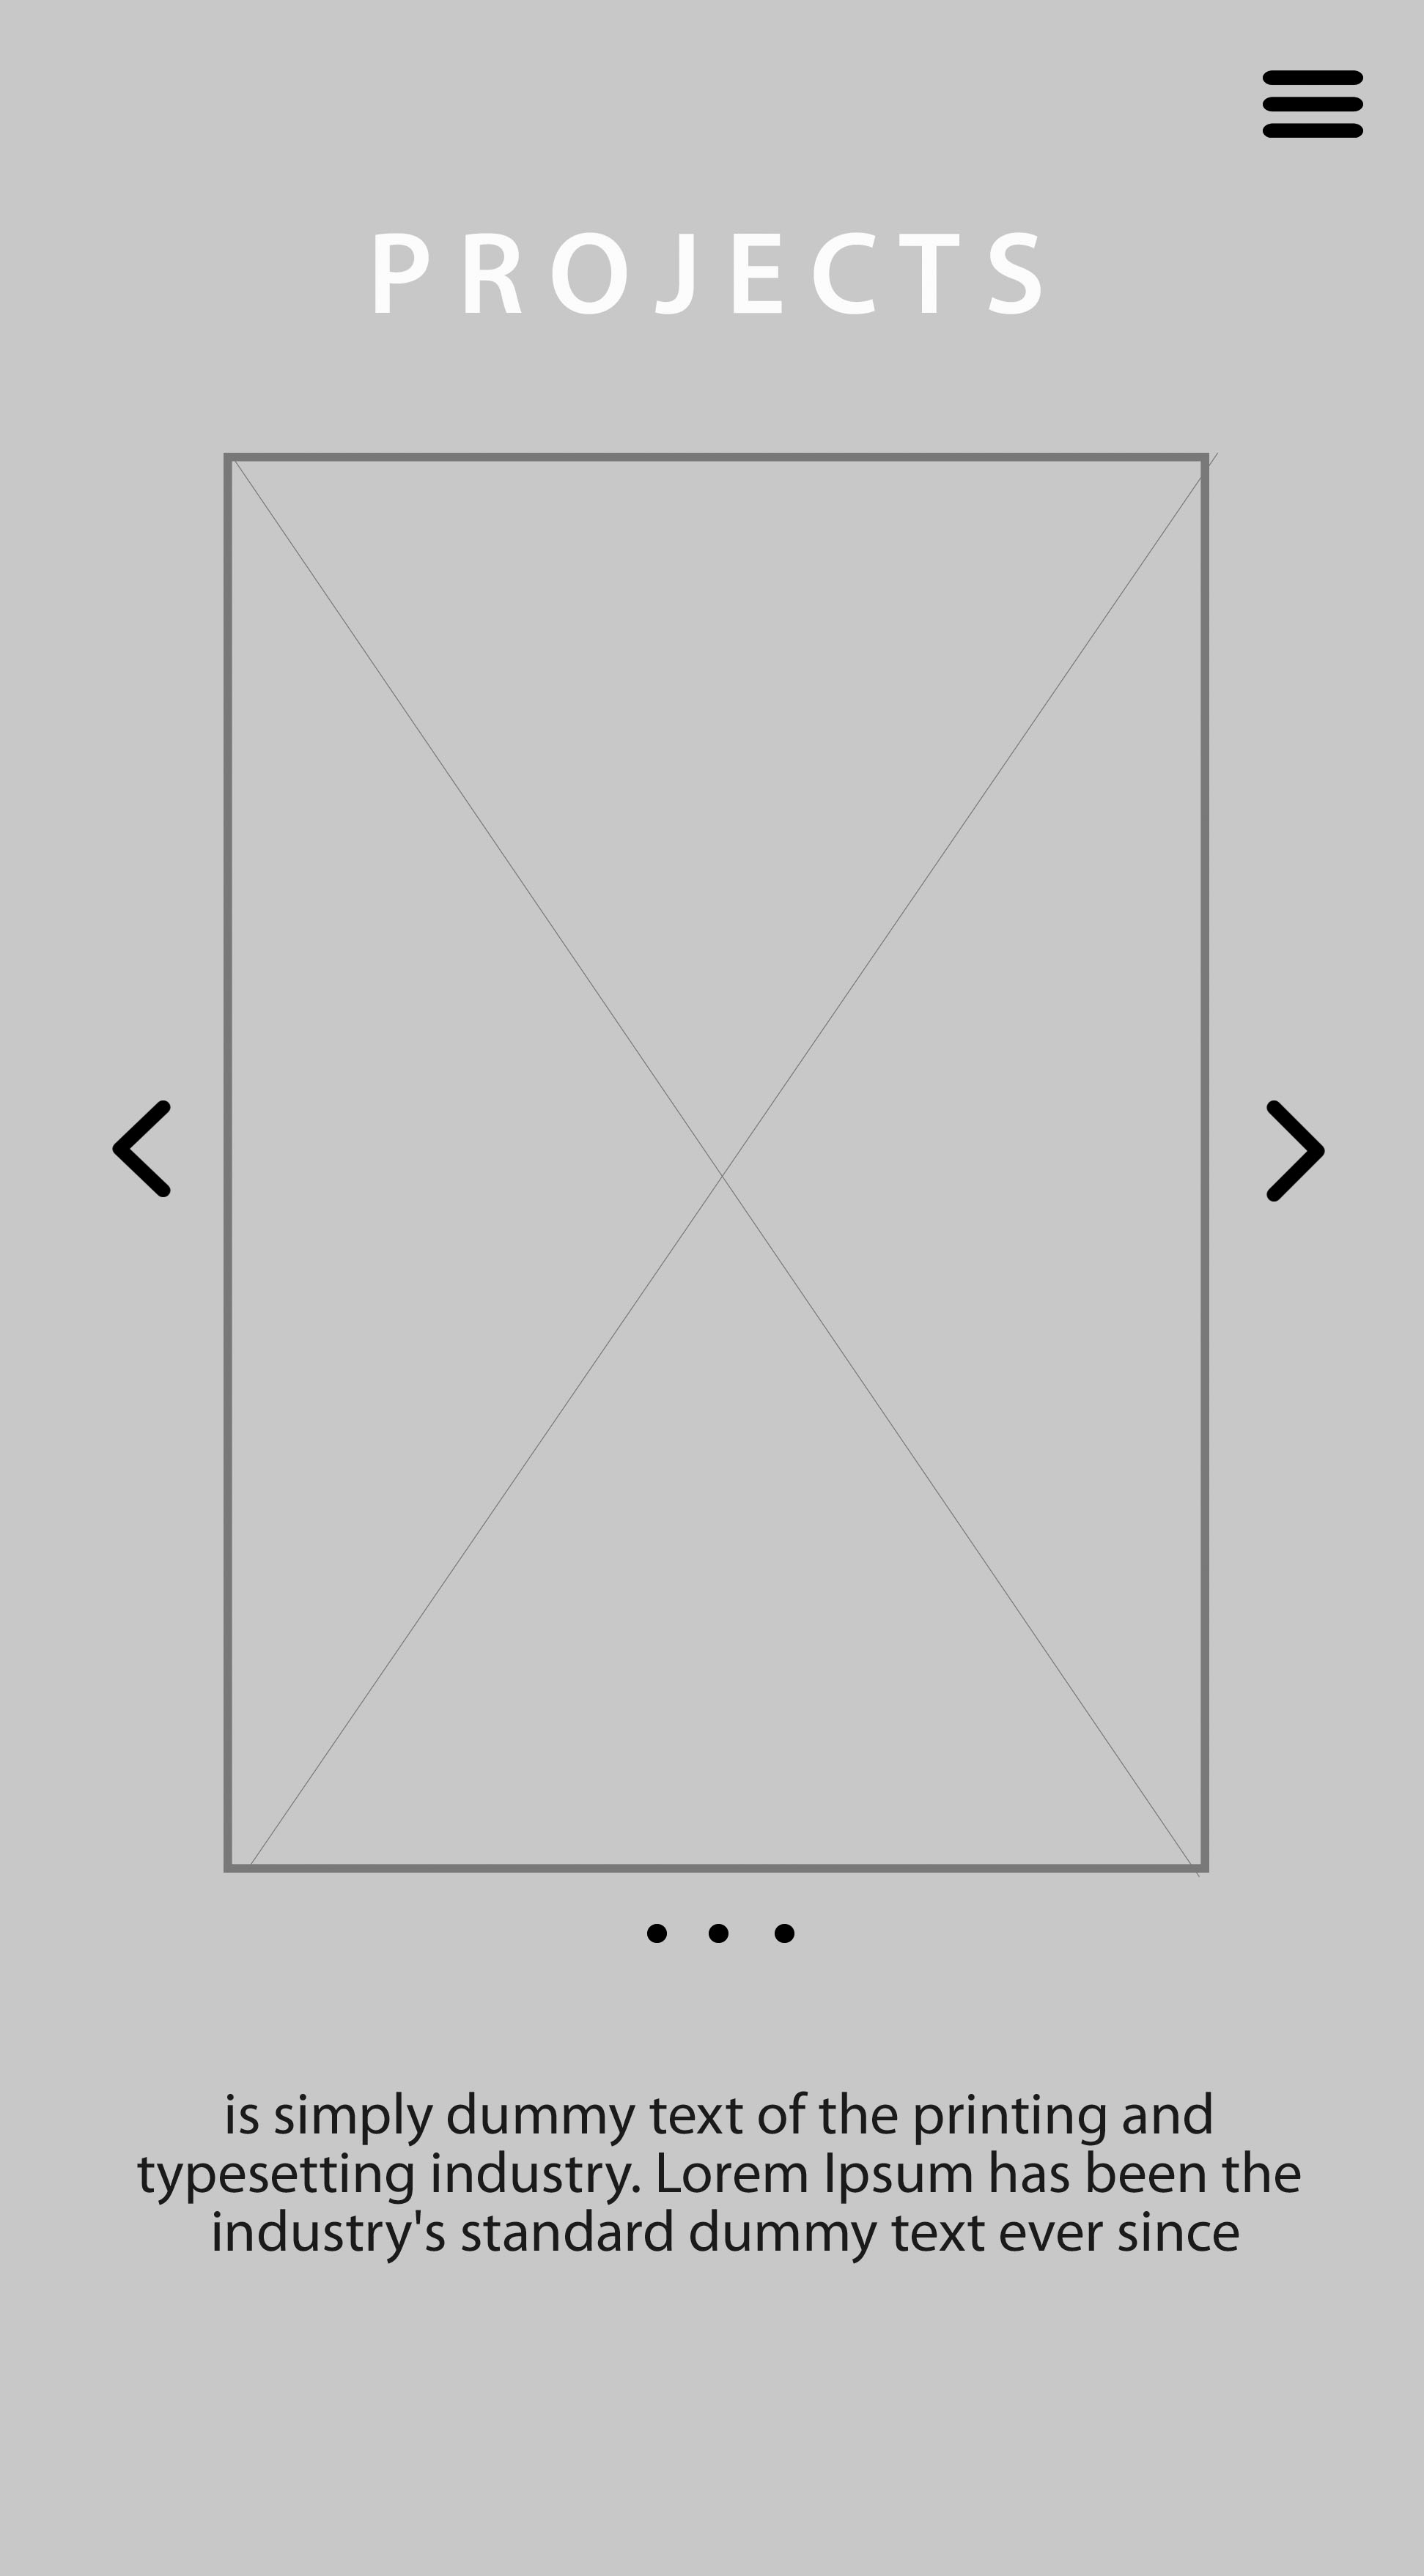 PROJECTS
is simply dummy text of the printing and
typesetting industry. Lorem Ipsum has been the
industry's standard dummy text ever since